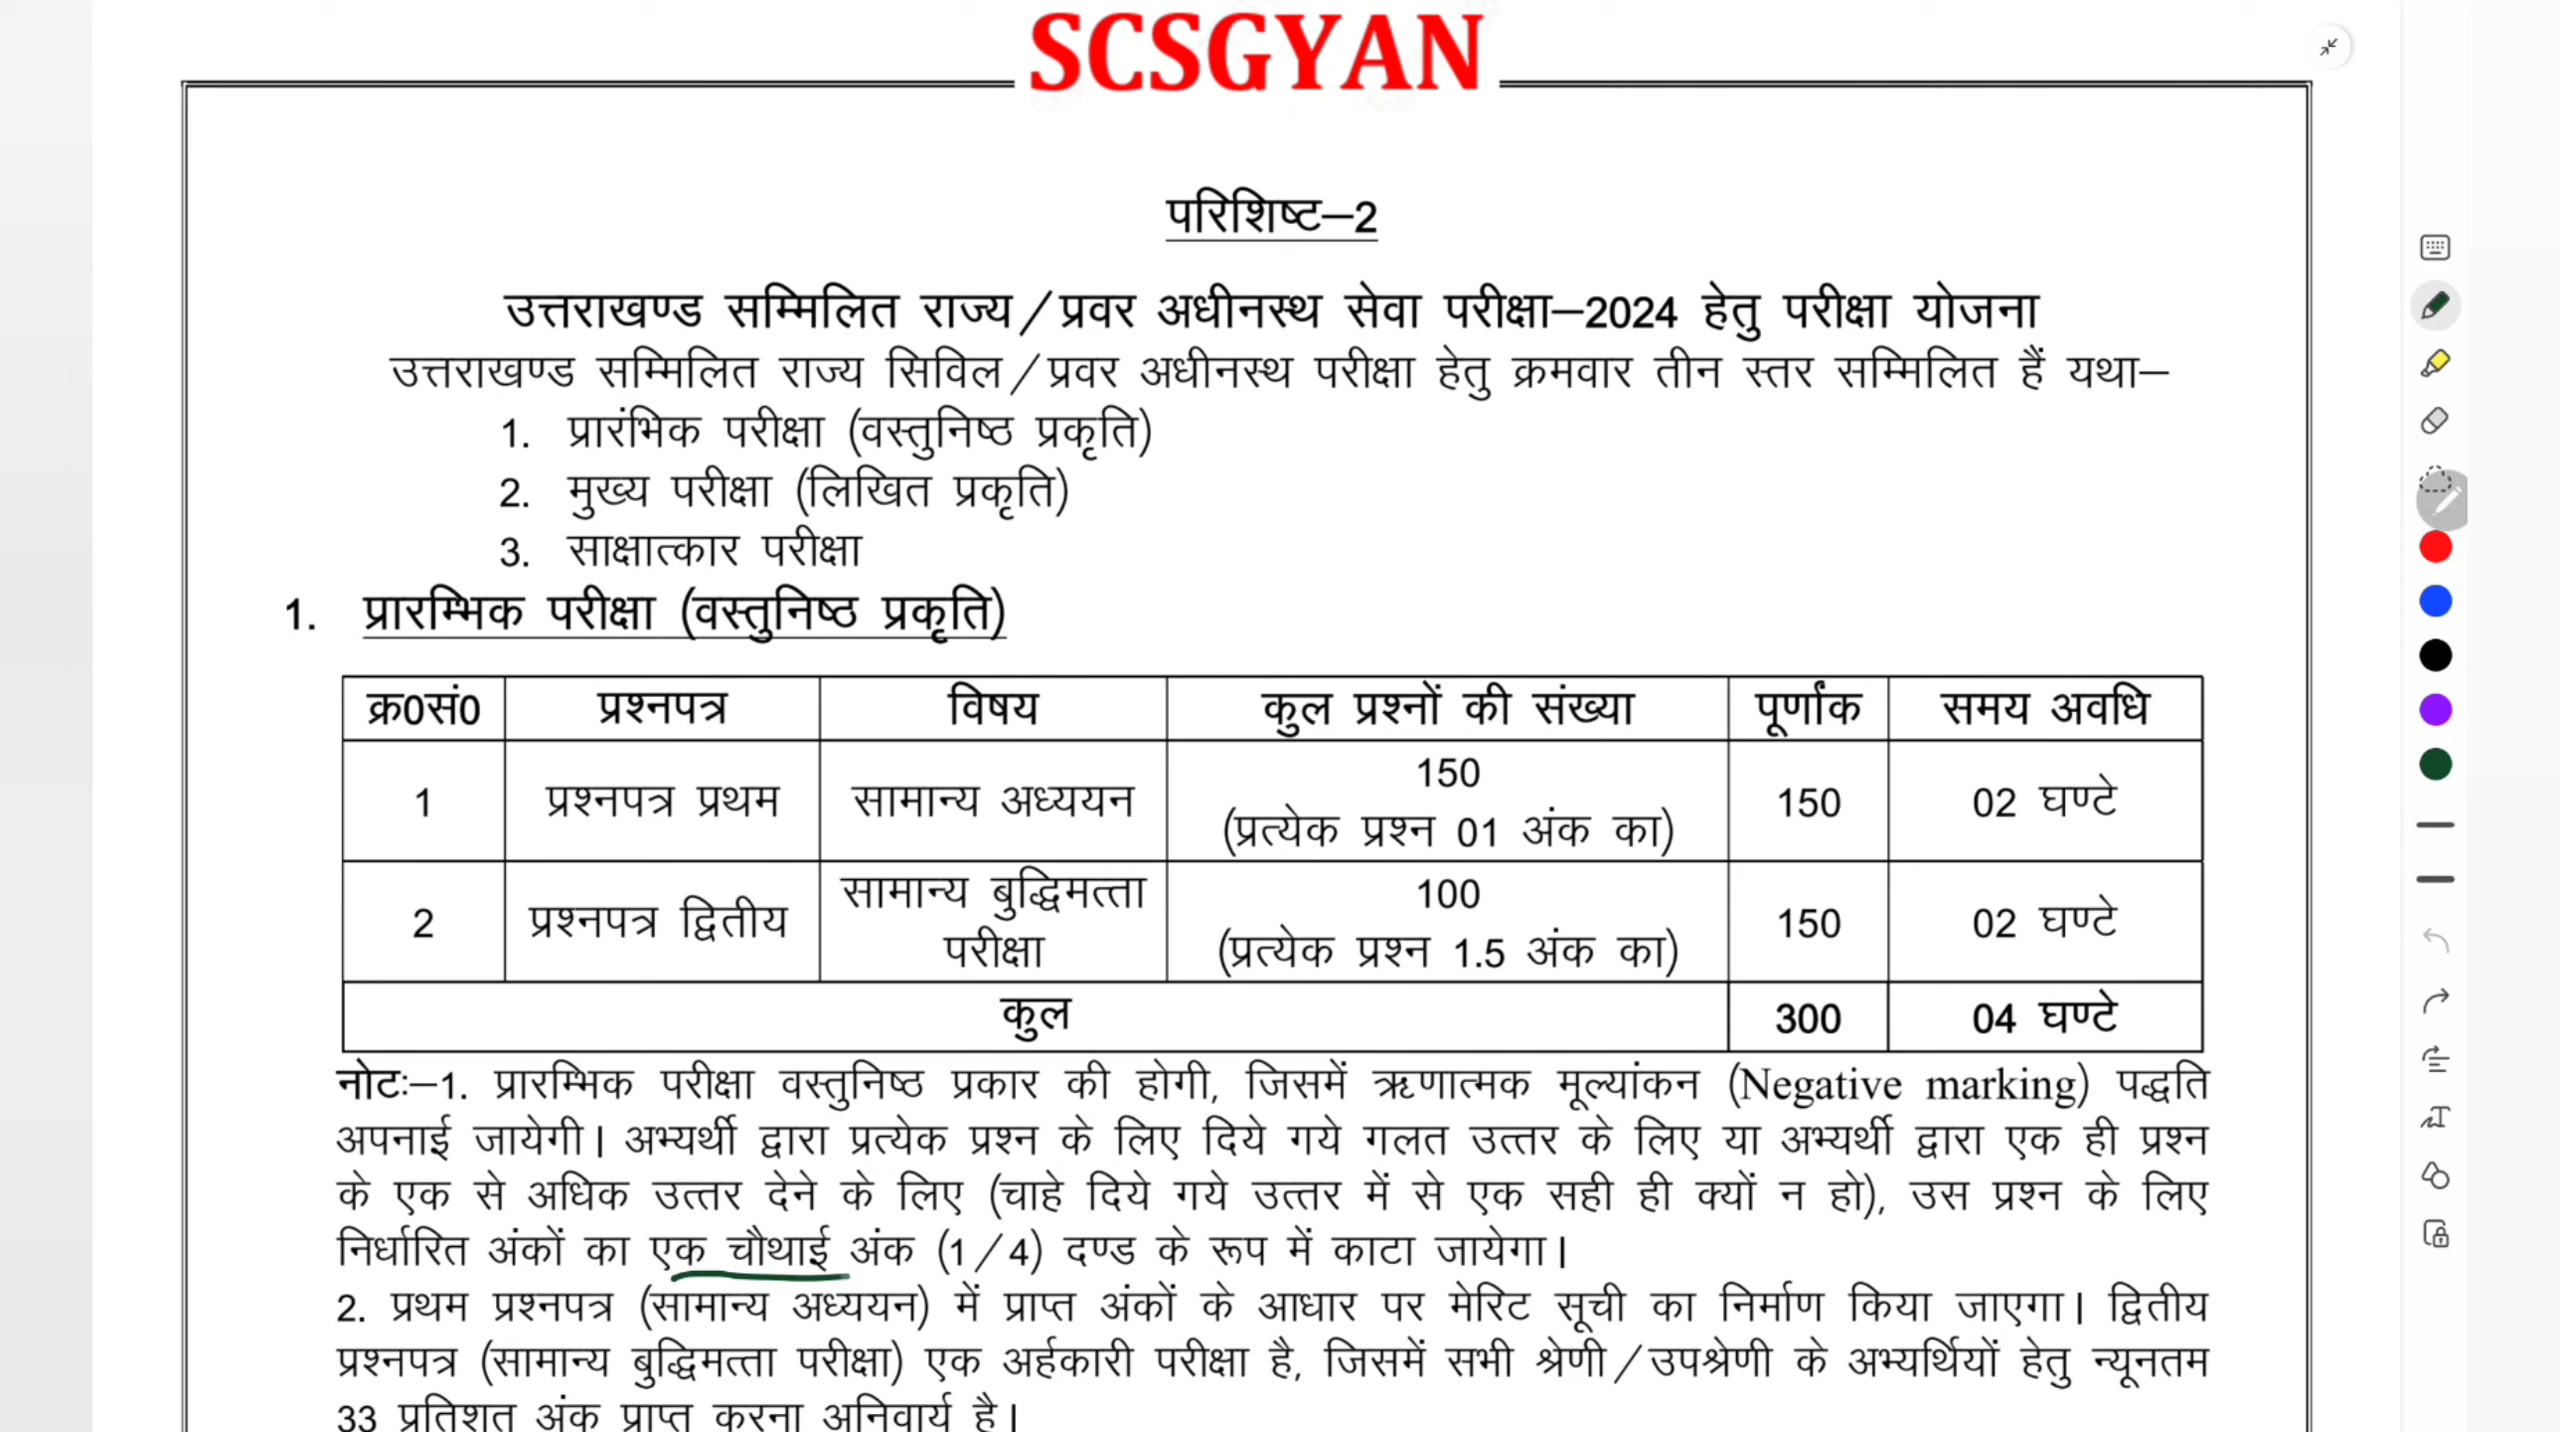 SCSGYAN
परिशिष्ट–2
उत्तराखण्ड सम्मिलित राज्य/प्रवर अधीनस्थ सेवा परीक्षा–2024 हेतु परीक्षा योजना
उत्तराखण्ड सम्मिलित राज्य सिविल/प्रवर अधीनस्थ परीक्षा हेतु क्रमवार तीन स्तर सम्मिलित हैं यथा–
1. प्रारंभिक परीक्षा (वस्तुनिष्ठ प्रकृति)
2. मुख्य परीक्षा (लिखित प्रकृति)
3. साक्षात्कार परीक्षा
1. प्रारम्भिक परीक्षा (वस्तुनिष्ठ प्रकृति)
क्र0सं0 प्रश्नपत्र विषय कुल प्रश्नों की संख्या पूर्णांक समय अवधि
1 प्रश्नपत्र प्रथम सामान्य अध्ययन 150 (प्रत्येक प्रश्न 01 अंक का) 150 02 घण्टे
2 प्रश्नपत्र द्वितीय सामान्य बुद्धिमत्ता परीक्षा 100 (प्रत्येक प्रश्न 1.5 अंक का) 150 02 घण्टे
कुल 300 04 घण्टे
नोटः–1. प्रारम्भिक परीक्षा वस्तुनिष्ठ प्रकार की होगी, जिसमें ऋणात्मक मूल्यांकन (Negative marking) पद्धति
अपनाई जायेगी। अभ्यर्थी द्वारा प्रत्येक प्रश्न के लिए दिये गये गलत उत्तर के लिए या अभ्यर्थी द्वारा एक ही प्रश्न
के एक से अधिक उत्तर देने के लिए (चाहे दिये गये उत्तर में से एक सही ही क्यों न हो), उस प्रश्न के लिए
निर्धारित अंकों का एक चौथाई अंक (1/4) दण्ड के रूप में काटा जायेगा।
2. प्रथम प्रश्नपत्र (सामान्य अध्ययन) में प्राप्त अंकों के आधार पर मेरिट सूची का निर्माण किया जाएगा। द्वितीय
प्रश्नपत्र (सामान्य बुद्धिमत्ता परीक्षा) एक अर्हकारी परीक्षा है, जिसमें सभी श्रेणी/उपश्रेणी के अभ्यर्थियों हेतु न्यूनतम
33 प्रतिशत अंक प्राप्त करना अनिवार्य है।